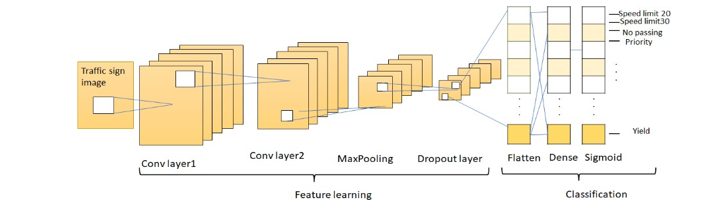 Traffic sign
image
Conv layer1
Conv layer2
MaxPooling
Dropout layer
Feature learning
Speed limit 20
Speed limit30
No passing
Priority
Yield
Flatten
Dense
Sigmoid
Classification